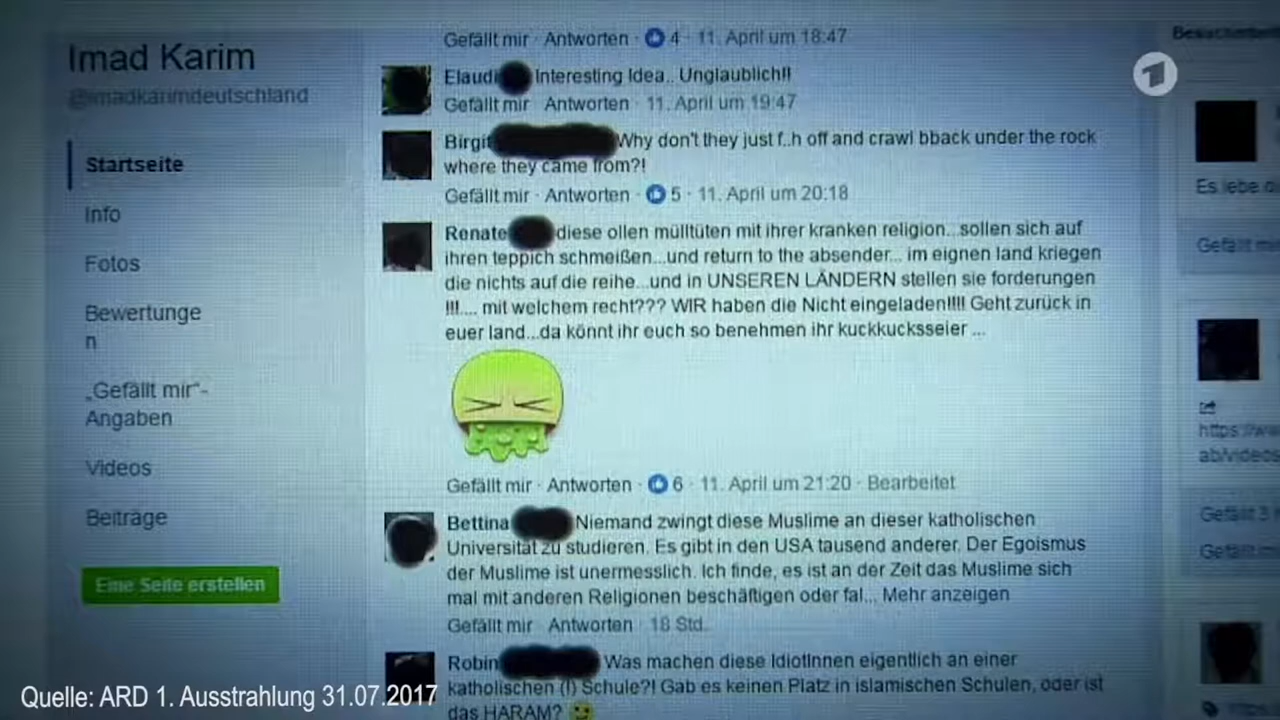 Imad Karim
@imadkarimdeutschland
Startseite
Info
Fotos
Bewertunge
n
„Gefällt mir“-
Angaben
Videos
Beiträge
Eine Seite erstellen
Gefällt mir · Antworten · 4 · 11. April um 18:47
Elaudi Interesting Idea.. Unglaublich!!
Gefällt mir · Antworten · 11. April um 19:47
Birgit Why don't they just f..h off and crawl bback under the rock
where they came from?!
Gefällt mir · Antworten · 5 · 11. April um 20:18
Renate diese ollen mülltüten mit ihrer kranken religion...sollen sich auf
ihren teppich schmeißen...und return to the absender... im eignen land kriegen
die nichts auf die reihe...und in UNSEREN LÄNDERN stellen sie forderungen
!!!.... mit welchem recht??? WIR haben die Nicht eingeladen!!!! Geht zurück in
euer land...da könnt ihr euch so benehmen ihr kuckucksseier ...
Gefällt mir · Antworten · 6 · 11. April um 21:20 · Bearbeitet
Bettina Niemand zwingt diese Muslime an dieser katholischen
Universität zu studieren. Es gibt in den USA tausend anderer. Der Egoismus
der Muslime ist unermesslich. Ich finde, es ist an der Zeit das Muslime sich
mal mit anderen Religionen beschäftigen oder fal... Mehr anzeigen
Gefällt mir · Antworten · 18 Std.
Robin Was machen diese IdiotInnen eigentlich an einer
katholischen (!) Schule?! Gab es keinen Platz in islamischen Schulen, oder ist
das HARAM?
Es lebe
Gefällt
https://
ab/videos
Gefällt 3
Gefällt
1
Quelle: ARD 1. Ausstrahlung 31.07.2017